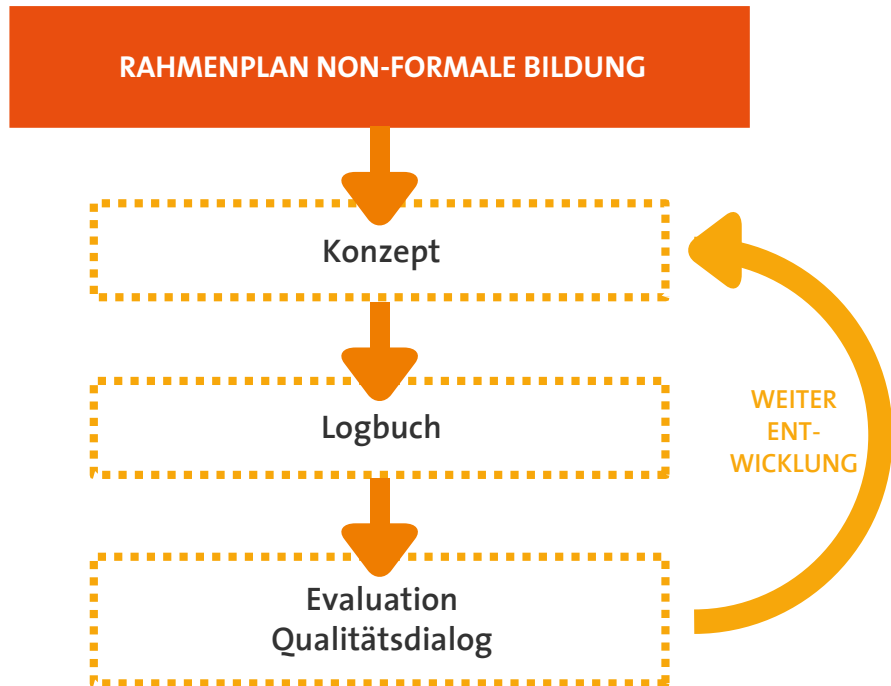 RAHMENPLAN NON-FORMALE BILDUNG
Konzept
Logbuch
WEITER
ENT-
WICKLUNG
Evaluation
Qualitätsdialog